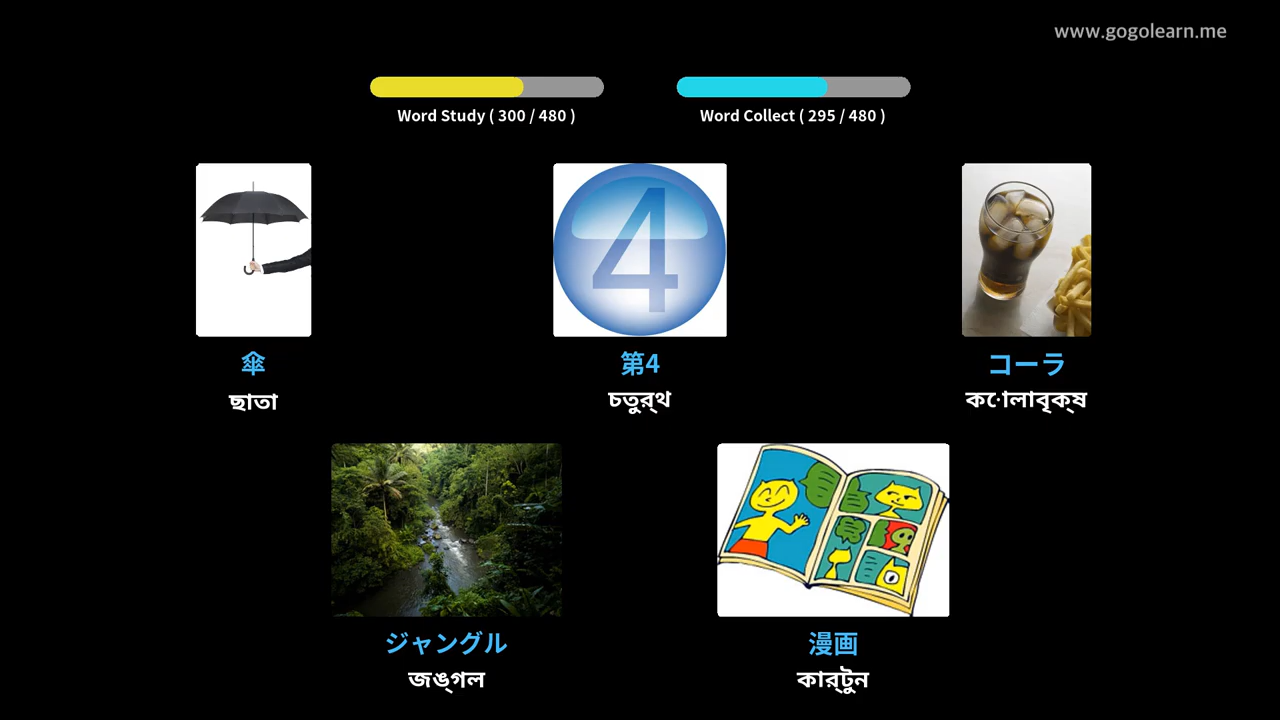 www.gogolearn.me
Word Study ( 300 / 480 )
Word Collect ( 295 / 480 )
4
傘
第4
コーラ
ছাতা
চতুর্থ
কোলাবৃক্ষ
ジャングル
漫画
জঙ্গল
কার্টুন